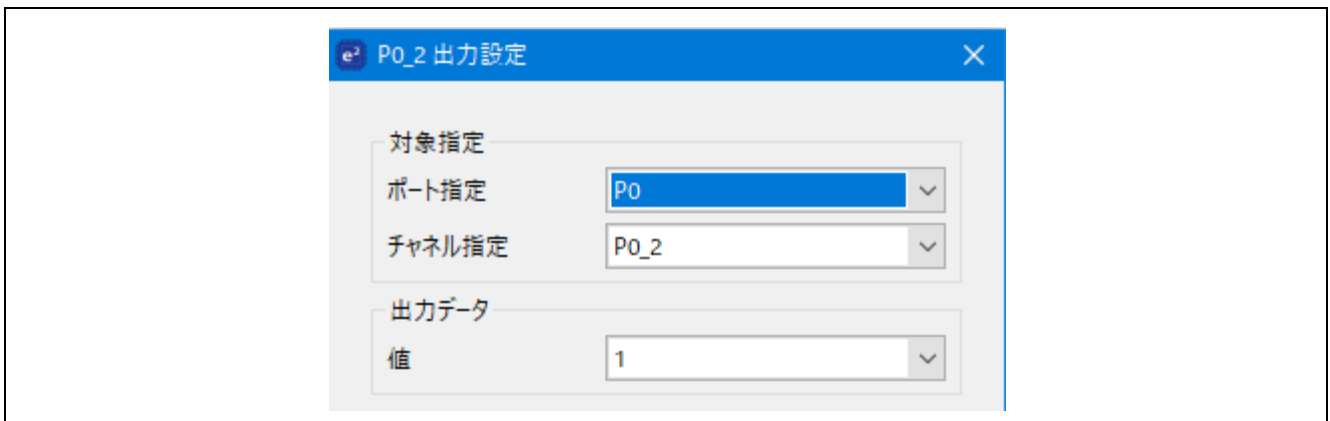 e² P0_2 出力設定
対象指定
ポート指定 P0
チャネル指定 P0_2
出力データ
値 1